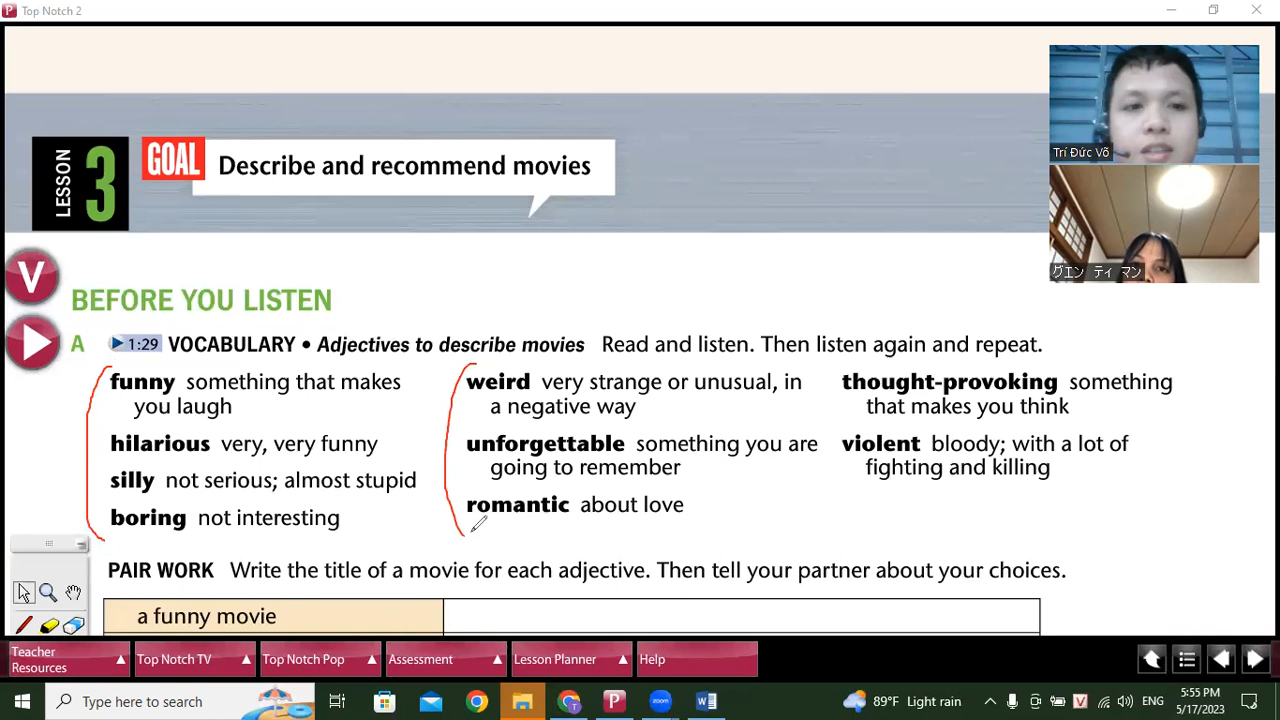 Top Notch 2
LESSON 3
GOAL Describe and recommend movies
Trí Đức Võ
グエン ティ マン
V
BEFORE YOU LISTEN
A 1:29 VOCABULARY • Adjectives to describe movies Read and listen. Then listen again and repeat.
funny something that makes
you laugh
hilarious very, very funny
silly not serious; almost stupid
boring not interesting
weird very strange or unusual, in
a negative way
unforgettable something you are
going to remember
romantic about love
thought-provoking something
that makes you think
violent bloody; with a lot of
fighting and killing
PAIR WORK Write the title of a movie for each adjective. Then tell your partner about your choices.
a funny movie
Teacher
Resources
Top Notch TV
Top Notch Pop
Assessment
Lesson Planner
Help
Type here to search
zoom
89°F Light rain
V
ENG
5:55 PM
5/17/2023